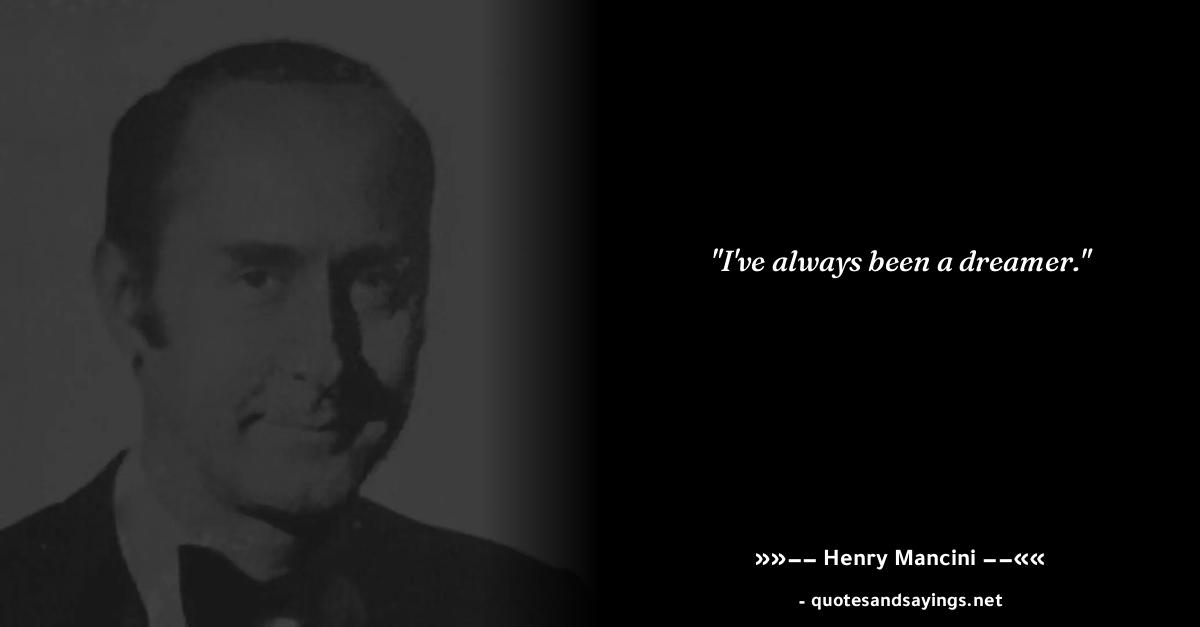 "I've always been a dreamer."
»»–– Henry Mancini ––««
- quotesandsayings.net